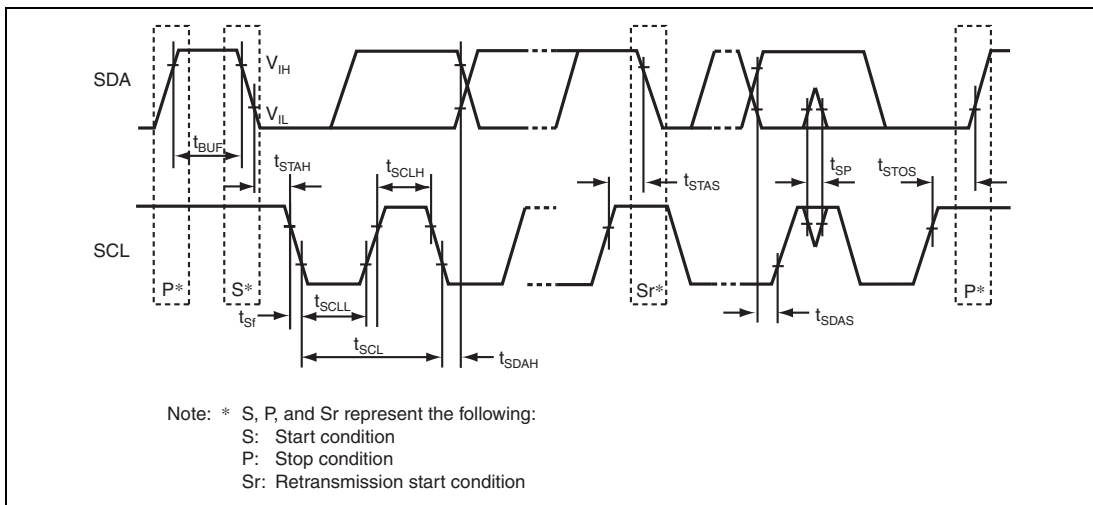 SDA
V_IH
V_IL
t_BUF
t_STAH
t_SCLH
t_STAS
t_SP
t_STOS
SCL
P*
S*
Sr*
P*
t_Sf
t_SCLL
t_SCL
t_SDAH
t_SDAS
Note: * S, P, and Sr represent the following:
S: Start condition
P: Stop condition
Sr: Retransmission start condition